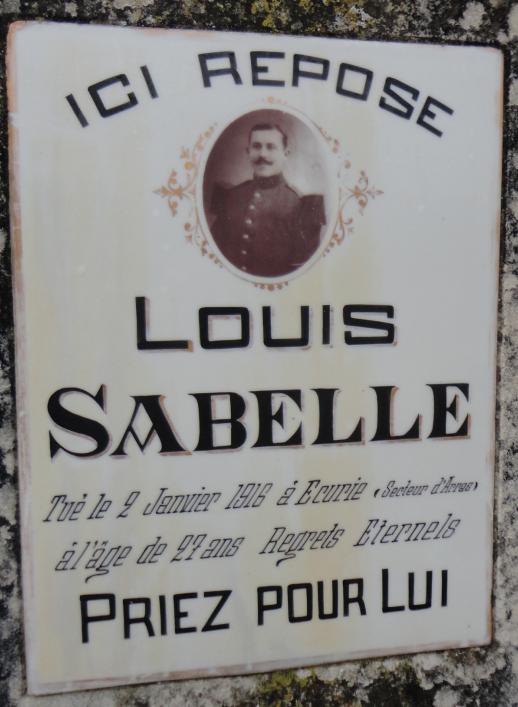 ICI REPOSE
LOUIS
SABELLE
Tué le 2 Janvier 1916 à Ecurie (Secteur d'Arras)
à l'âge de 27 ans Regrets Eternels
PRIEZ POUR LUI